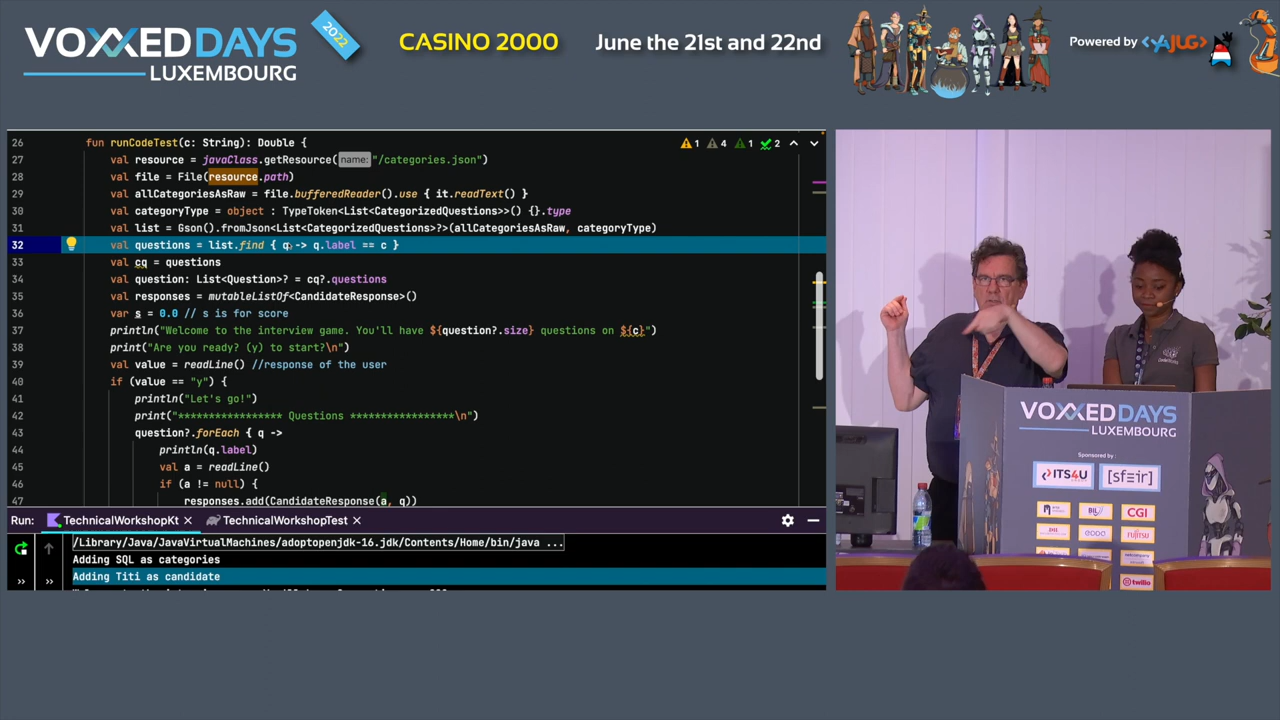 VOXXED DAYS
LUXEMBOURG
2022
CASINO 2000
June the 21st and 22nd
Powered by <YAJUG>
26 fun runCodeTest(c: String): Double {
27 val resource = javaClass.getResource( name: "/categories.json")
28 val file = File(resource.path)
29 val allCategoriesAsRaw = file.bufferedReader().use { it.readText() }
30 val categoryType = object : TypeToken<List<CategorizedQuestions>>() {}.type
31 val list = Gson().fromJson<List<CategorizedQuestions>?>(allCategoriesAsRaw, categoryType)
32 val questions = list.find { q -> q.label == c }
33 val cq = questions
34 val question: List<Question>? = cq?.questions
35 val responses = mutableListOf<CandidateResponse>()
36 var s = 0.0 // s is for score
37 println("Welcome to the interview game. You'll have ${question?.size} questions on ${c}")
38 print("Are you ready? (y) to start?\n")
39 val value = readLine() //response of the user
40 if (value == "y") {
41 println("Let's go!")
42 print("***************** Questions *****************\n")
43 question?.forEach { q ->
44 println(q.label)
45 val a = readLine()
46 if (a != null) {
47 responses.add(CandidateResponse(a, q))
1 4 1 2
Run: TechnicalWorkshopKt × TechnicalWorkshopTest ×
/Library/Java/JavaVirtualMachines/adoptopenjdk-16.jdk/Contents/Home/bin/java ...
Adding SQL as categories
Adding Titi as candidate
VOXXED DAYS
LUXEMBOURG
Sponsored by :
ITS4U
[sfeir]
BIL
CGI
FUJITSU
twilio